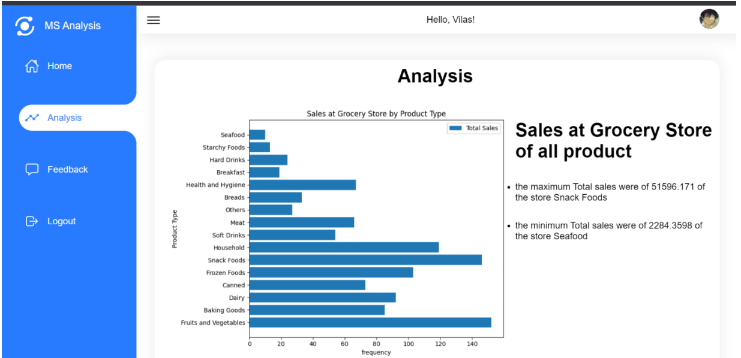 MS Analysis
Hello, Vilas!
Home
Analysis
Feedback
Logout
Analysis
Sales at Grocery Store by Product Type
Total Sales
Product Type
Seafood
Starchy Foods
Hard Drinks
Breakfast
Health and Hygiene
Breads
Others
Meat
Soft Drinks
Household
Snack Foods
Frozen Foods
Canned
Dairy
Baking Goods
Fruits and Vegetables
0 20 40 60 80 100 120 140
frequency
Sales at Grocery Store
of all product
the maximum Total sales were of 51596.171 of
the store Snack Foods
the minimum Total sales were of 2284.3598 of
the store Seafood